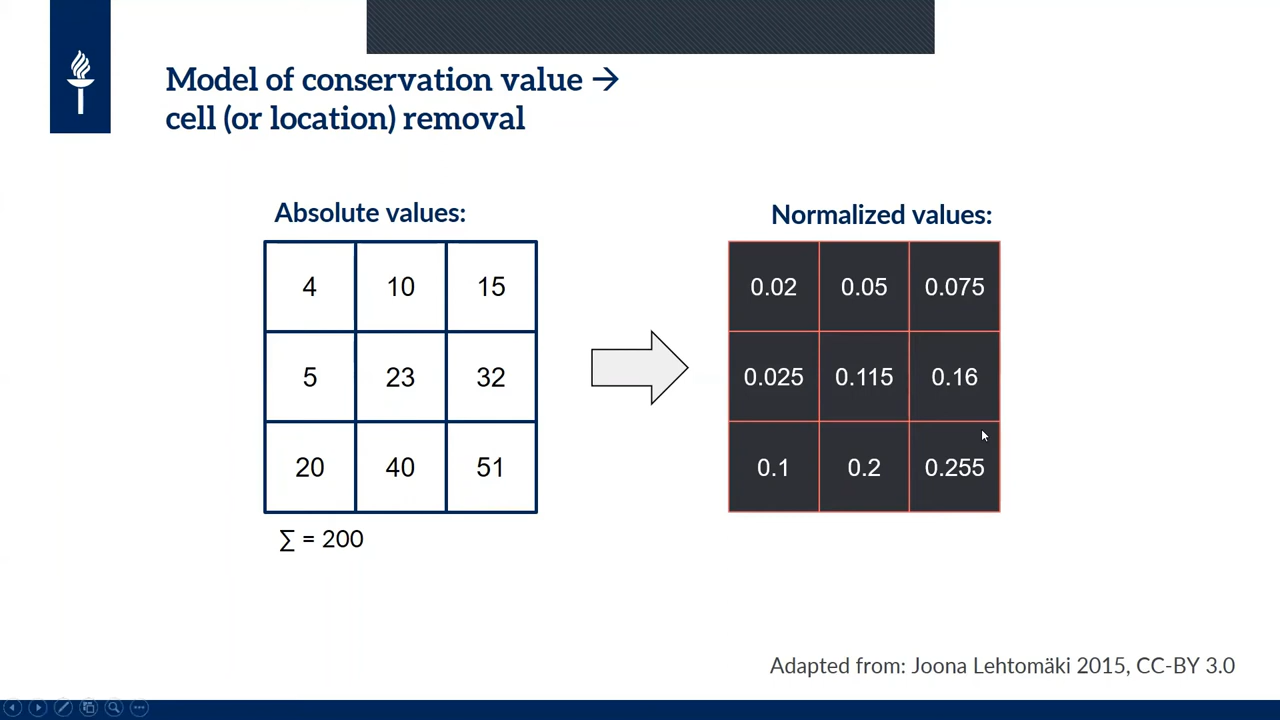 Model of conservation value →
cell (or location) removal
Absolute values:
4 10 15
5 23 32
20 40 51
∑ = 200
Normalized values:
0.02 0.05 0.075
0.025 0.115 0.16
0.1 0.2 0.255
Adapted from: Joona Lehtomäki 2015, CC-BY 3.0